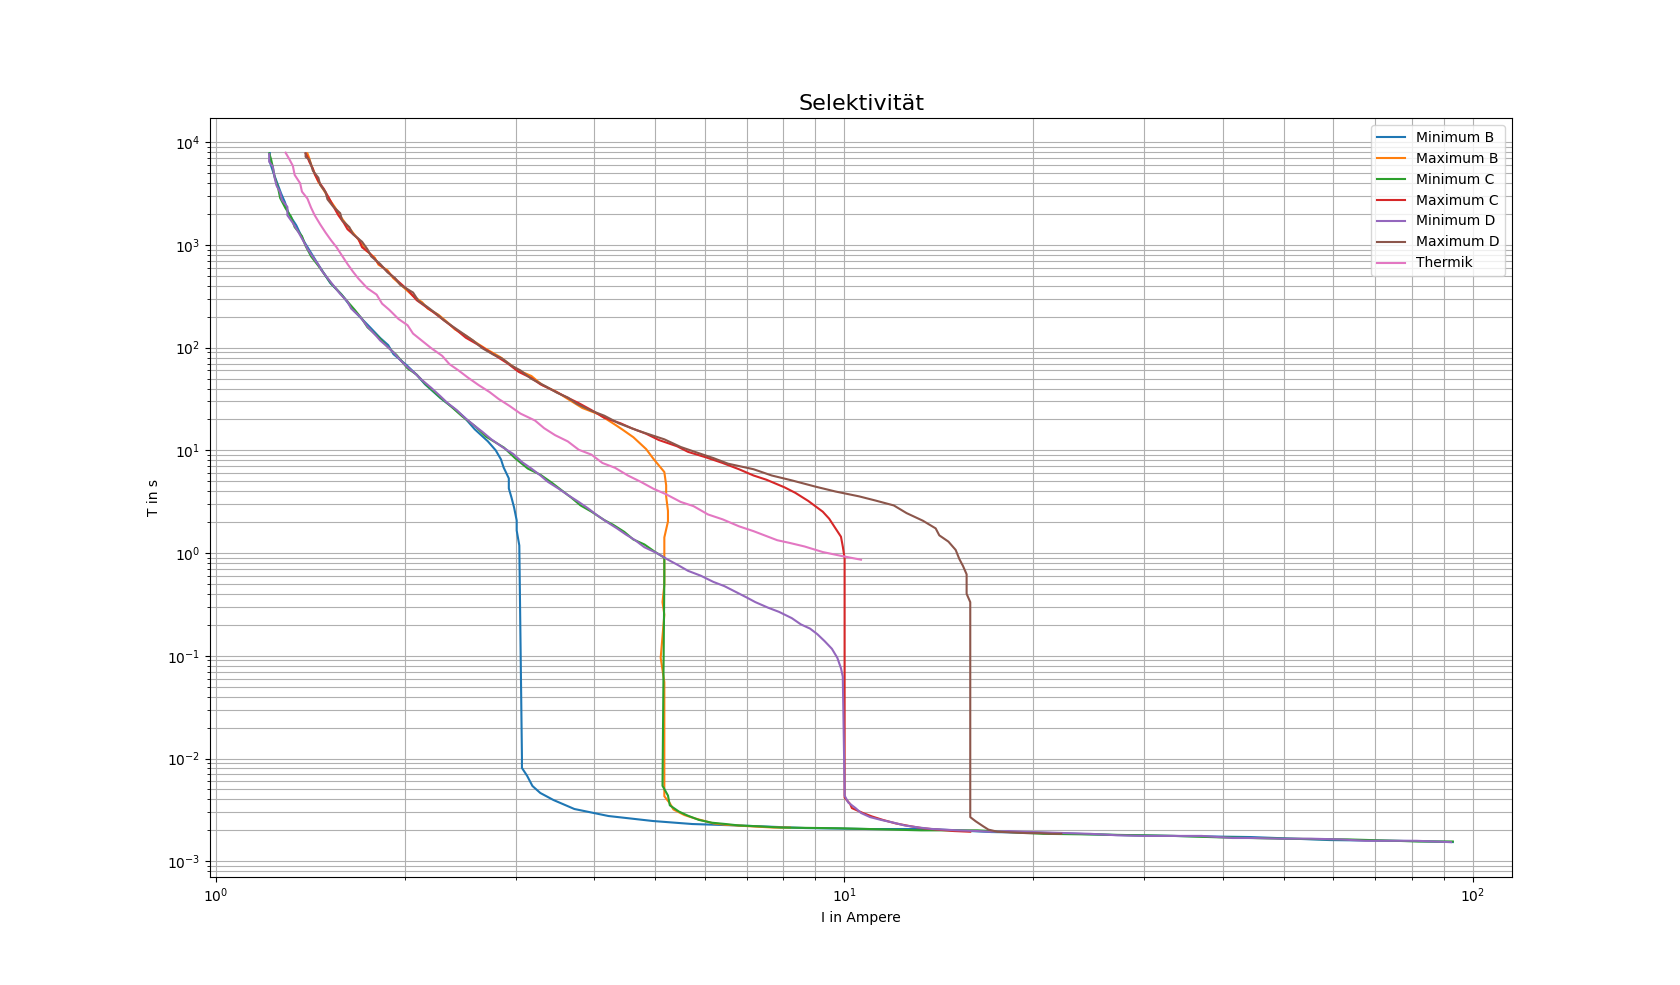 Selektivität
Minimum B
Maximum B
Minimum C
Maximum C
Minimum D
Maximum D
Thermik
T in s
10⁴
10³
10²
10¹
10⁰
10⁻¹
10⁻²
10⁻³
10⁰ 10¹ 10²
I in Ampere